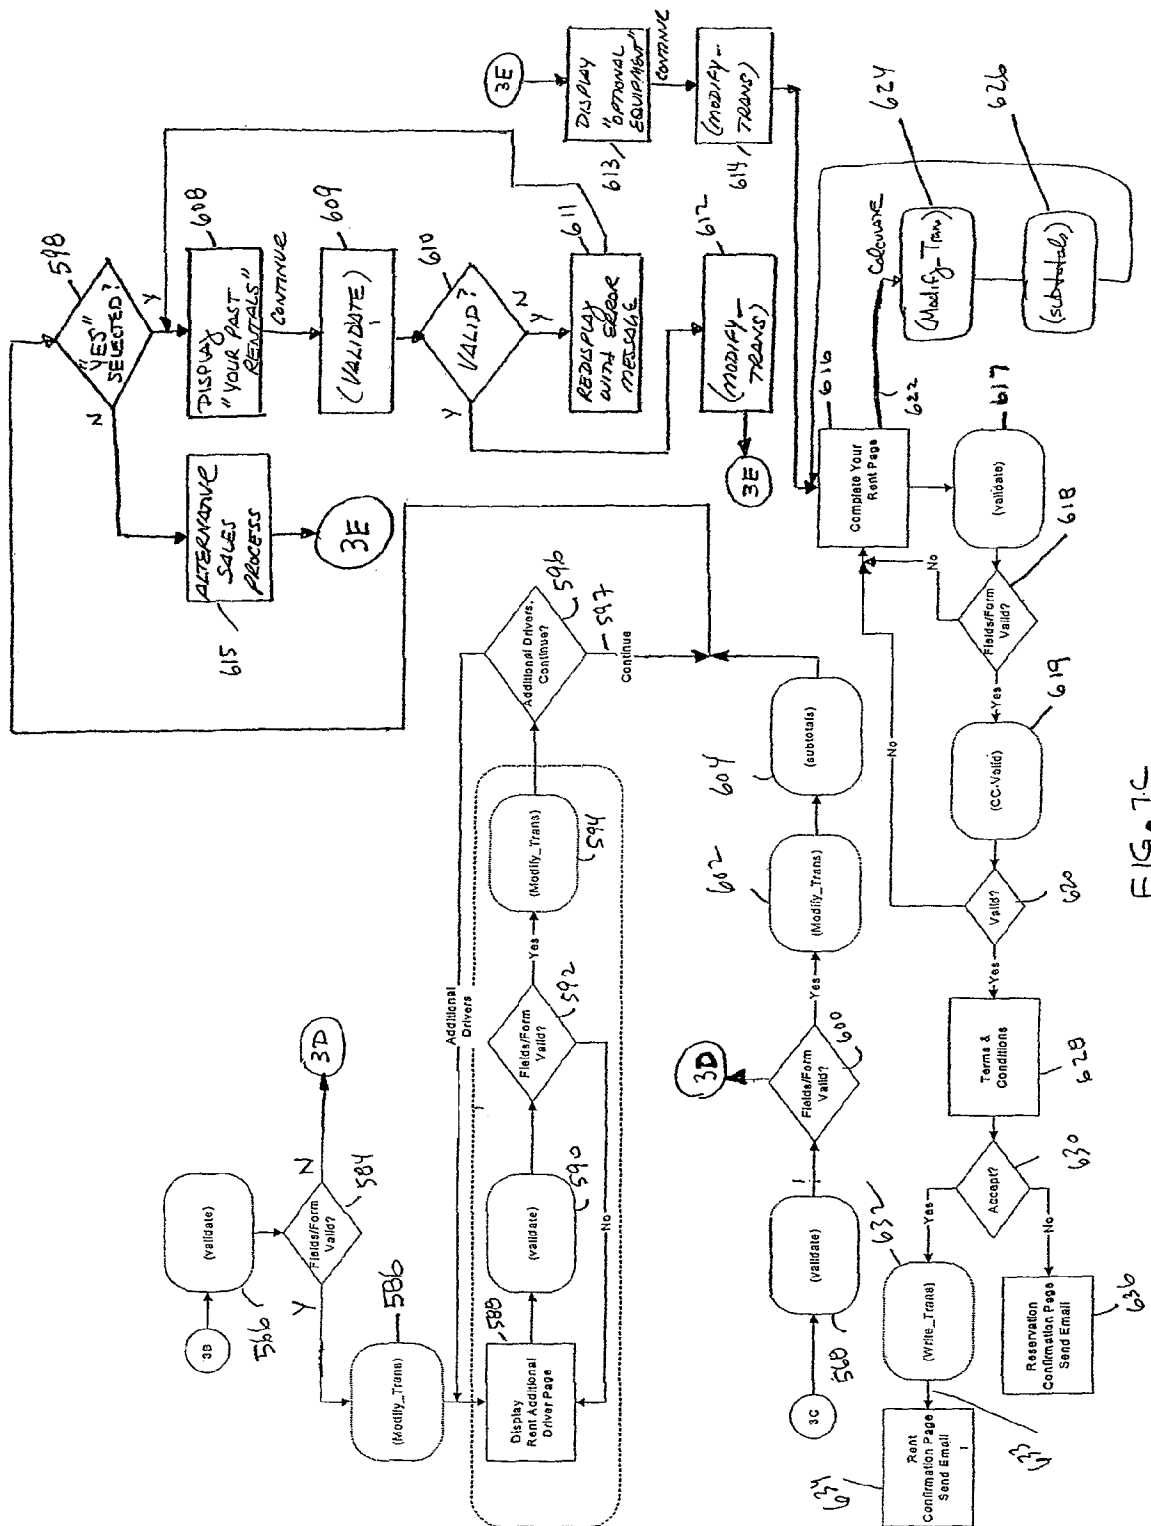 3B
(validate)
566
Fields/Form
Valid?
584
N
3D
Y
(Modify_Trans)
586
Additional
Drivers
588
Display
Rent Additional
Driver Page
(validate)
590
Fields/Form
Valid?
592
Yes
No
(Modify_Trans)
594
Additional Drivers,
Continue?
596
597
Continue
3C
(validate)
568
Fields/Form
Valid?
600
3D
Yes
(Modify_Trans)
602
(subtotals)
604
"YES"
SELECTED?
598
N
Y
ALTERNATIVE
SALES
PROCESS
615
3E
DISPLAY
"YOUR PAST
RENTALS"
608
CONTINUE
(VALIDATE)
609
VALID?
610
N
Y
Y
REDISPLAY
WITH ERROR
MESSAGE
611
(MODIFY-
TRANS)
612
3E
3E
DISPLAY
"OPTIONAL
EQUIPMENT"
613
CONTINUE
(MODIFY-
TRANS)
614
Complete Your
Rent Page
616
622
CALCULATE
(Modify_Trans)
624
(subtotals)
626
(validate)
617
Fields/Form
Valid?
618
No
Yes
(CC-Valid)
619
Valid?
620
No
Yes
Terms &
Conditions
628
Accept?
630
Yes
No
(Write_Trans)
632
633
Rent
Confirmation Page
Send Email
634
Reservation
Confirmation Page
Send Email
636
FIG. 7C